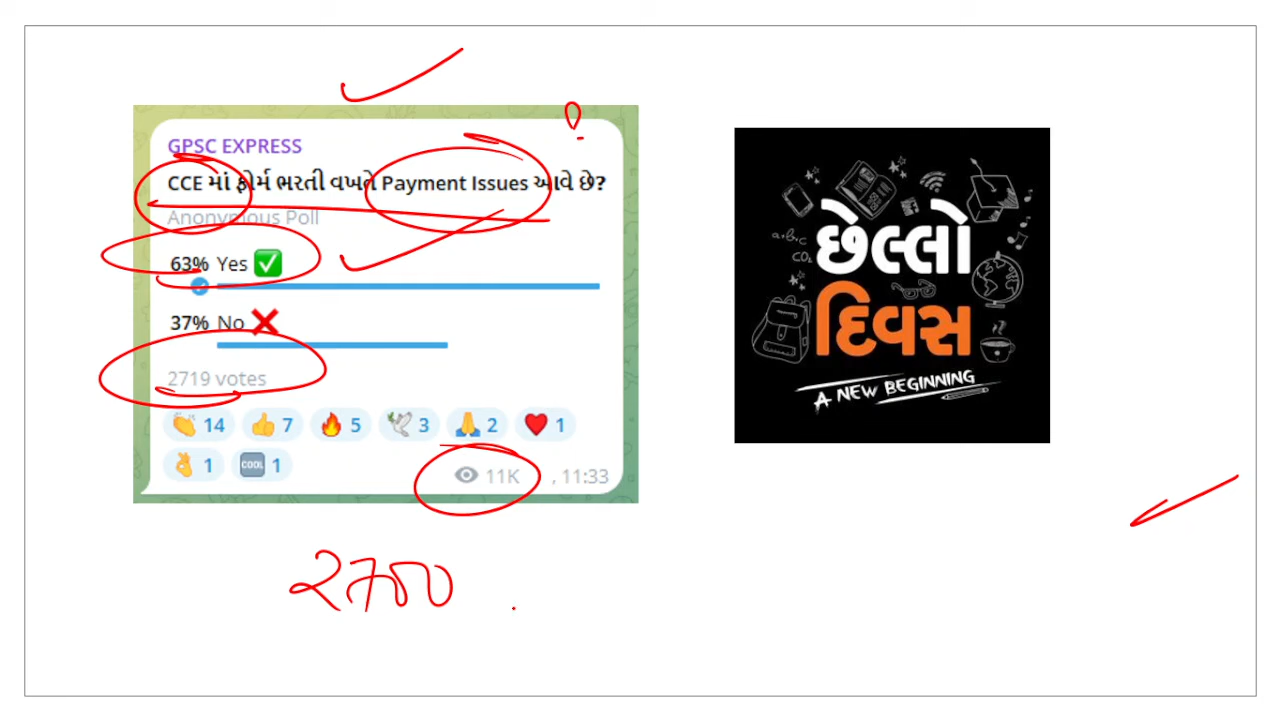 GPSC EXPRESS
CCE માં ફોર્મ ભરતી વખતે Payment Issues આવે છે?
Anonymous Poll
63% Yes ✅
37% No ❌
2719 votes
👏 14 👍 7 🔥 5 🕊 3 🙏 2 ❤ 1
👌 1 🆒 1
11K , 11:33
2700
a+b=c
CO₂
છેલ્લો
દિવસ
A NEW BEGINNING